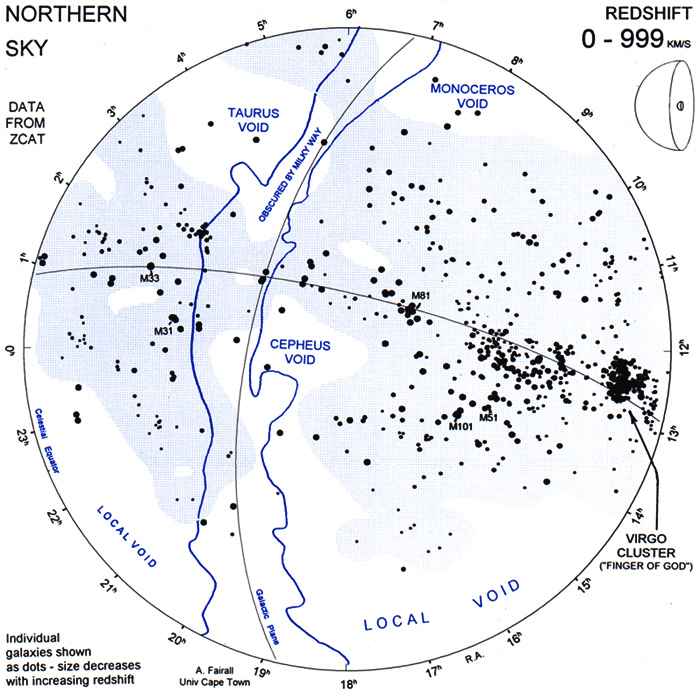 NORTHERN
SKY
DATA
FROM
ZCAT
REDSHIFT
0 - 999 KM/S
6h
7h
8h
9h
10h
11h
12h
13h
14h
15h
16h
R.A.
17h
18h
19h
20h
21h
22h
23h
0h
1h
2h
3h
4h
5h
TAURUS
VOID
MONOCEROS
VOID
OBSCURED BY MILKY WAY
M33
M31
M81
CEPHEUS
VOID
M101
M51
Celestial Equator
LOCAL VOID
Galactic Plane
LOCAL VOID
VIRGO
CLUSTER
("FINGER OF GOD")
Individual
galaxies shown
as dots - size decreases
with increasing redshift
A. Fairall
Univ Cape Town